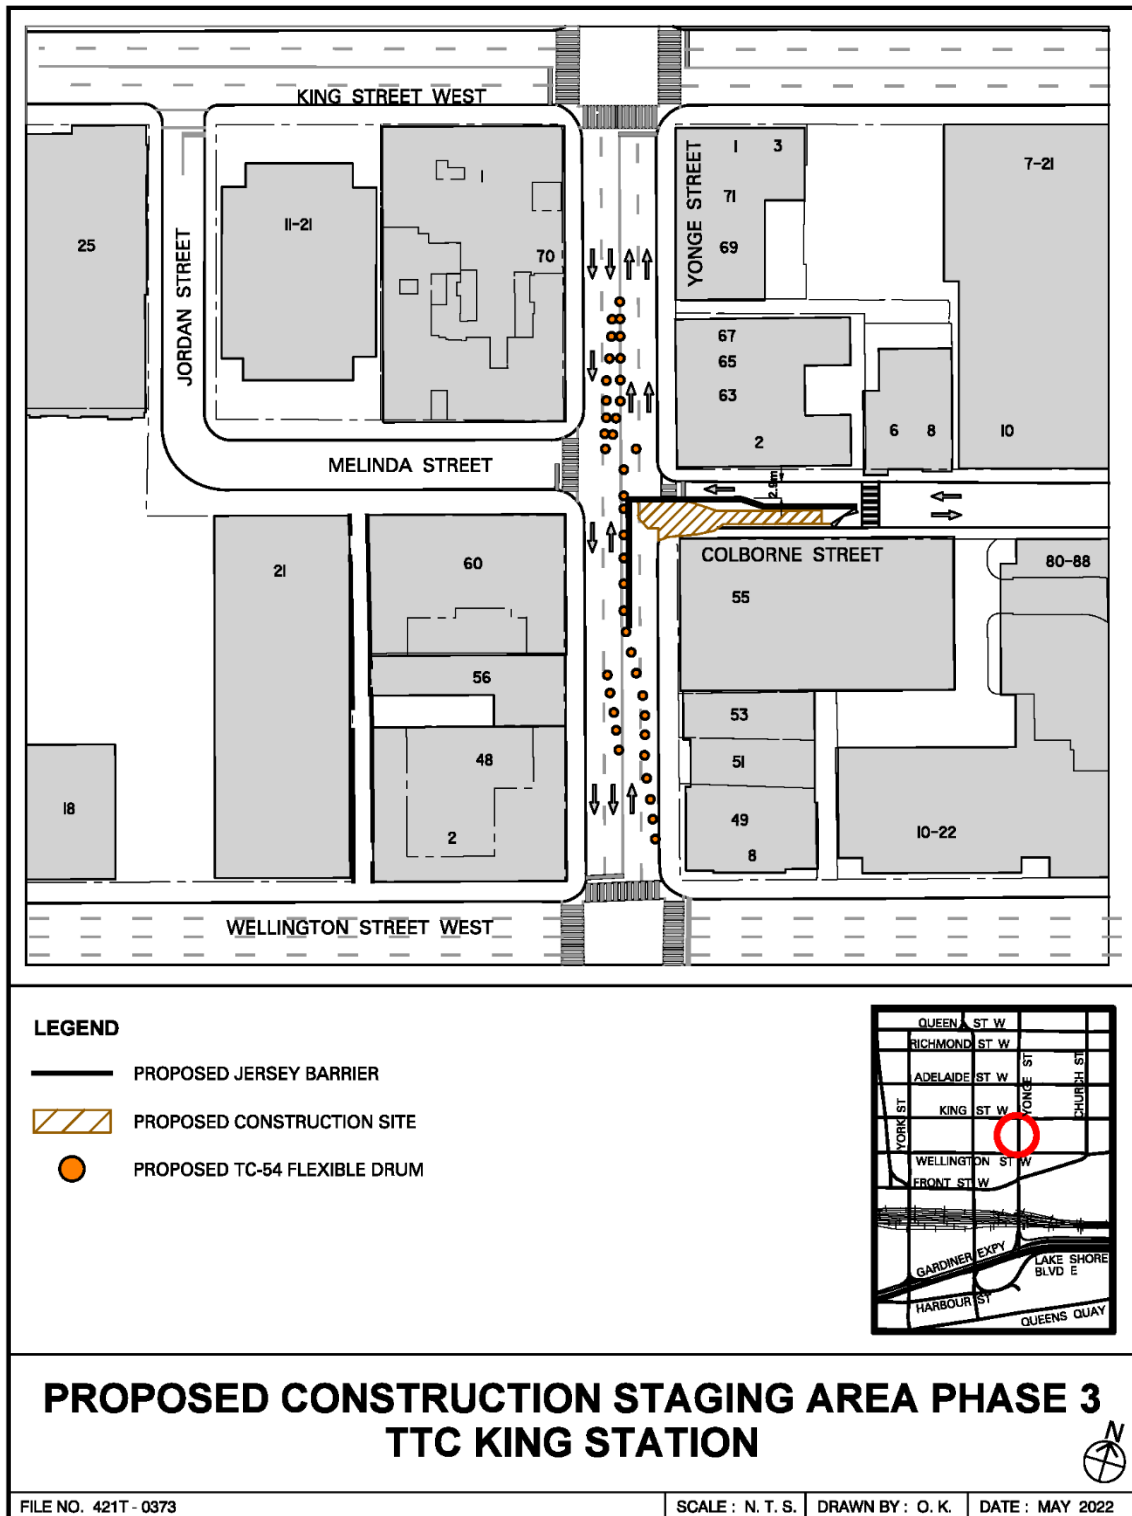 KING STREET WEST
YONGE STREET
1 3
71
69
7-21
1
11-21
70
25
JORDAN STREET
67
65
63
2
6 8
10
MELINDA STREET
2.9m
COLBORNE STREET
21
60
55
80-88
56
53
48
51
49
18
2
8
10-22
WELLINGTON STREET WEST
LEGEND
PROPOSED JERSEY BARRIER
PROPOSED CONSTRUCTION SITE
PROPOSED TC-54 FLEXIBLE DRUM
QUEEN ST W
RICHMOND ST W
ADELAIDE ST W
KING ST W
YONGE ST
CHURCH ST
YORK ST
WELLINGTON ST W
FRONT ST W
GARDINER EXPY
LAKE SHORE
BLVD E
HARBOUR ST
QUEENS QUAY
PROPOSED CONSTRUCTION STAGING AREA PHASE 3
TTC KING STATION
N
FILE NO. 421T - 0373
SCALE : N. T. S.
DRAWN BY : O. K.
DATE : MAY 2022